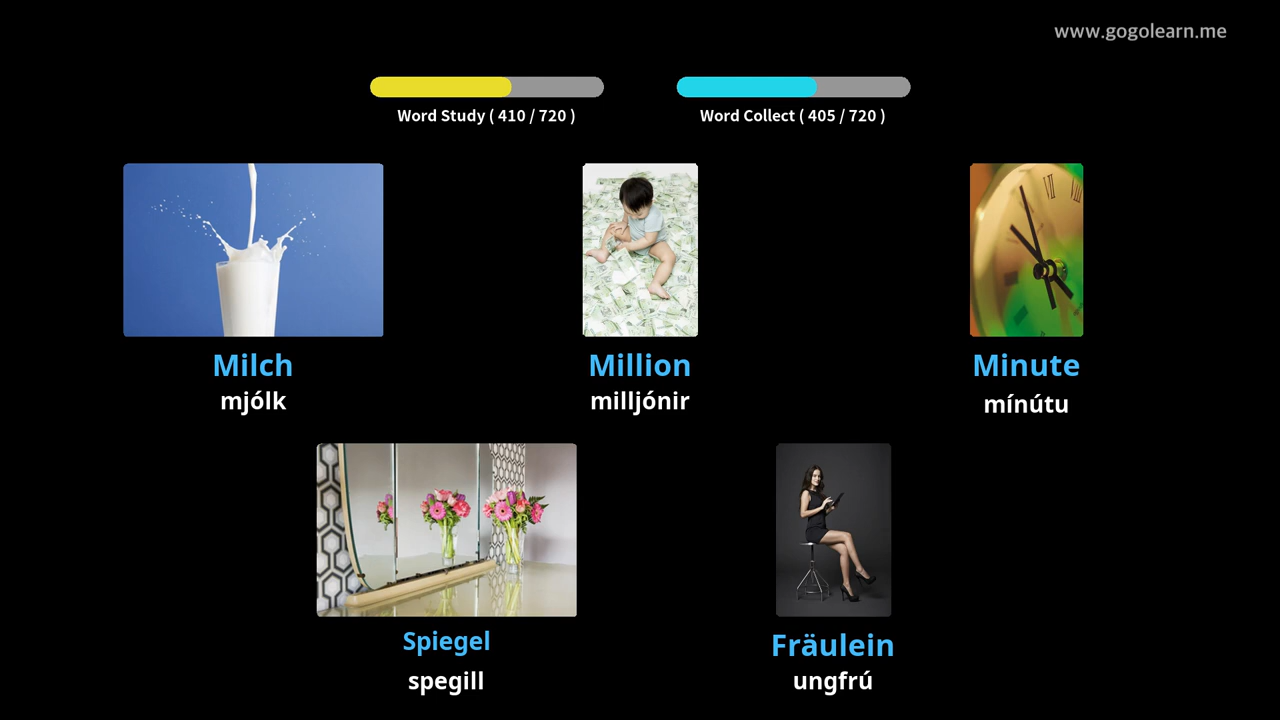 www.gogolearn.me
Word Study ( 410 / 720 )
Word Collect ( 405 / 720 )
Milch
mjólk
Million
milljónir
Minute
mínútu
Spiegel
spegill
Fräulein
ungfrú